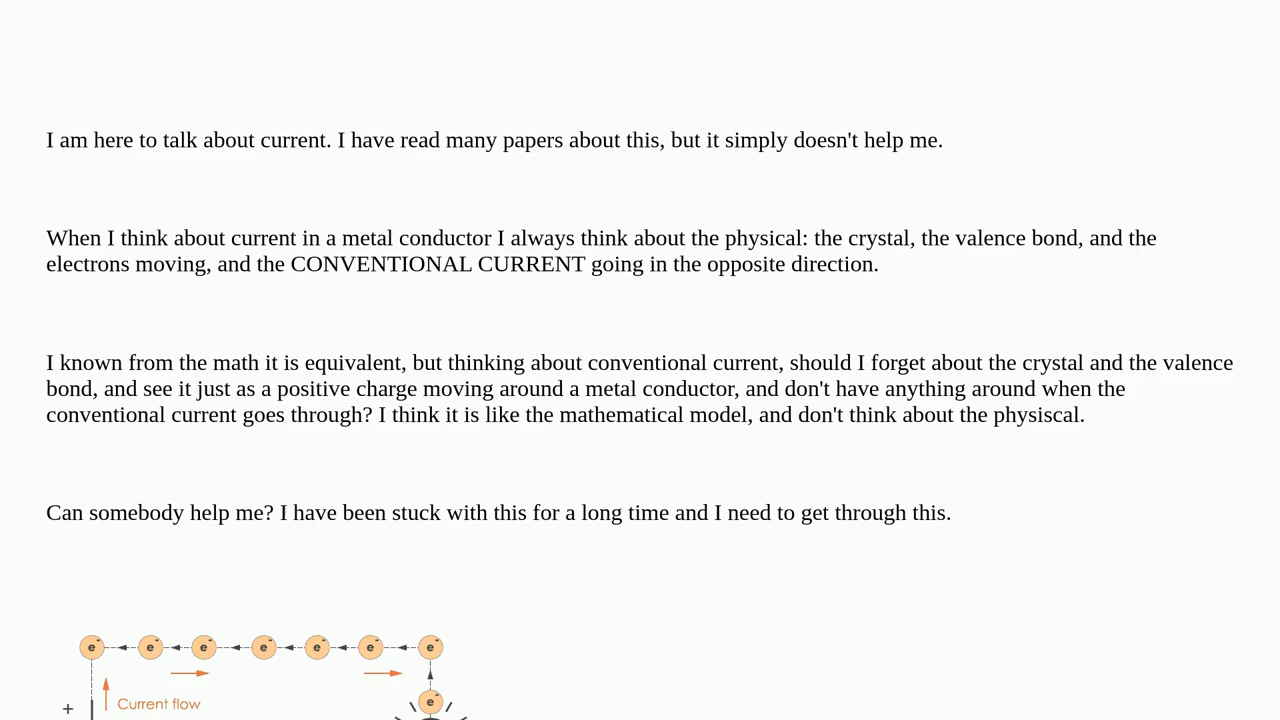 I am here to talk about current. I have read many papers about this, but it simply doesn't help me.
When I think about current in a metal conductor I always think about the physical: the crystal, the valence bond, and the
electrons moving, and the CONVENTIONAL CURRENT going in the opposite direction.
I known from the math it is equivalent, but thinking about conventional current, should I forget about the crystal and the valence
bond, and see it just as a positive charge moving around a metal conductor, and don't have anything around when the
conventional current goes through? I think it is like the mathematical model, and don't think about the physiscal.
Can somebody help me? I have been stuck with this for a long time and I need to get through this.
e- e- e- e- e- e- e-
e-
+ Current flow